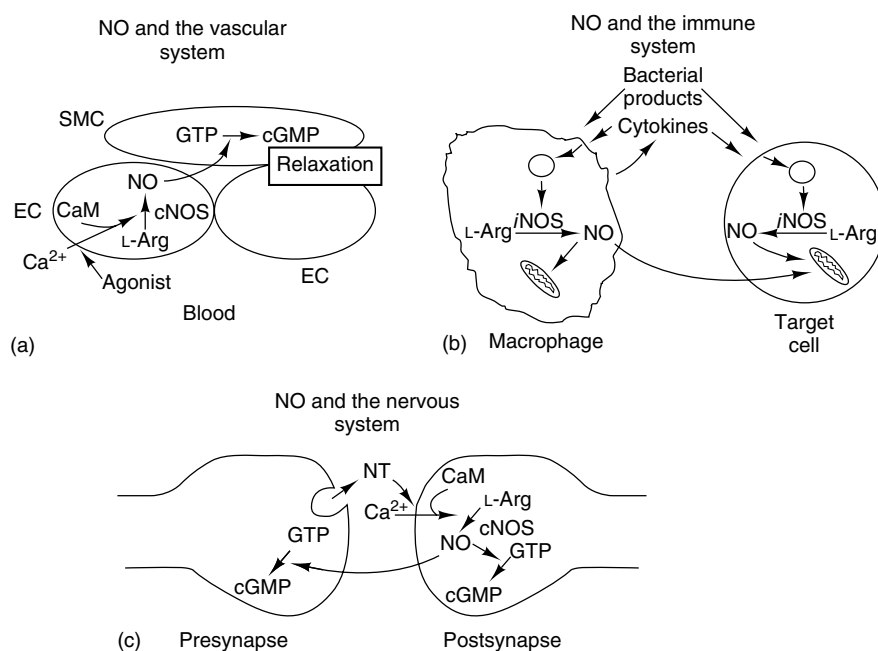 NO and the vascular
system
SMC
GTP
cGMP
Relaxation
NO
EC
CaM
cNOS
L-Arg
Ca2+
Agonist
EC
Blood
(a)
NO and the immune
system
Bacterial
products
Cytokines
L-Arg
iNOS
NO
NO
iNOS
L-Arg
Macrophage
Target
cell
(b)
NO and the nervous
system
NT
CaM
Ca2+
L-Arg
cNOS
NO
GTP
cGMP
GTP
cGMP
(c)
Presynapse
Postsynapse